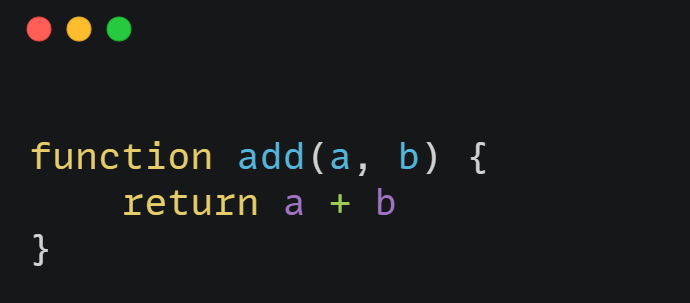 function add(a, b) {
    return a + b
}